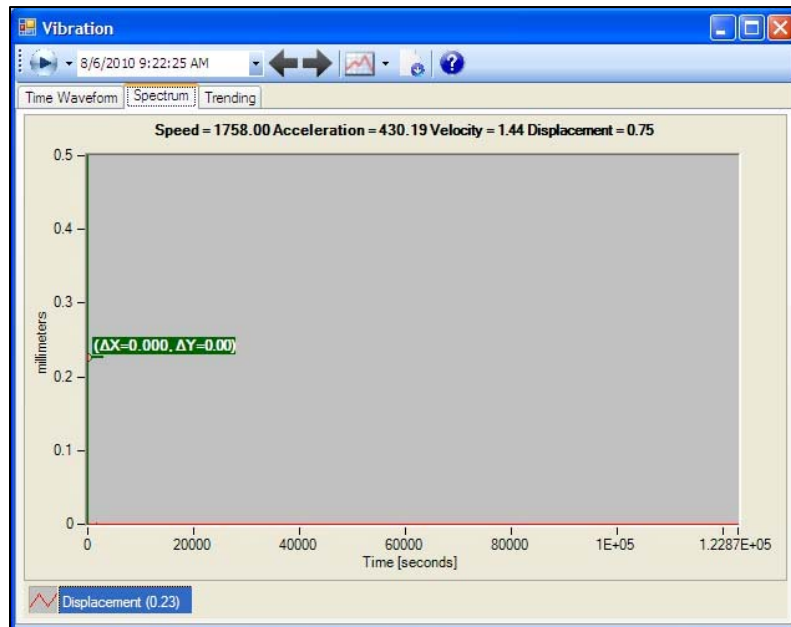 Vibration
8/6/2010 9:22:25 AM
Time Waveform Spectrum Trending
Speed = 1758.00 Acceleration = 430.19 Velocity = 1.44 Displacement = 0.75
0.5
0.4
0.3
(ΔX=0.000, ΔY=0.00)
millimeters
0.2
0.1
0
0 20000 40000 60000 80000 1E+05 1.2287E+05
Time [seconds]
Displacement (0.23)